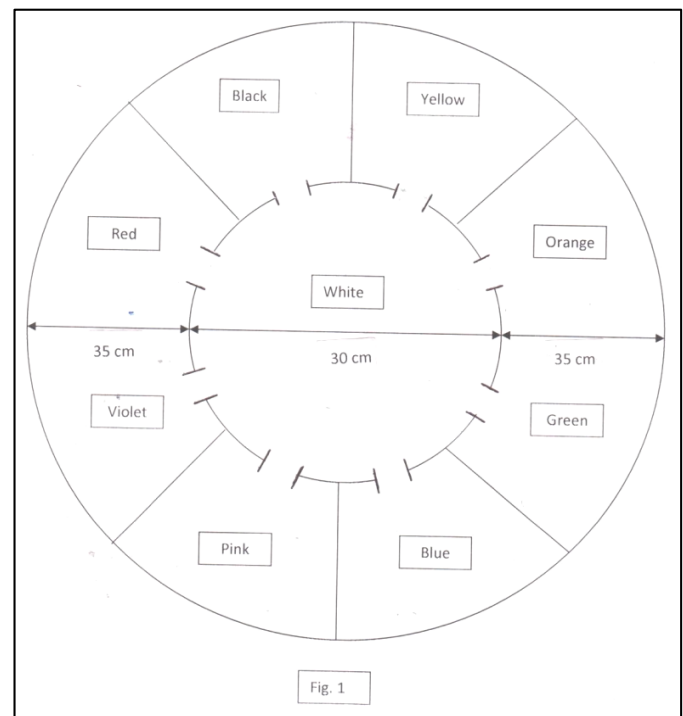 Black
Yellow
Red
Orange
White
35 cm
30 cm
35 cm
Violet
Green
Pink
Blue
Fig. 1